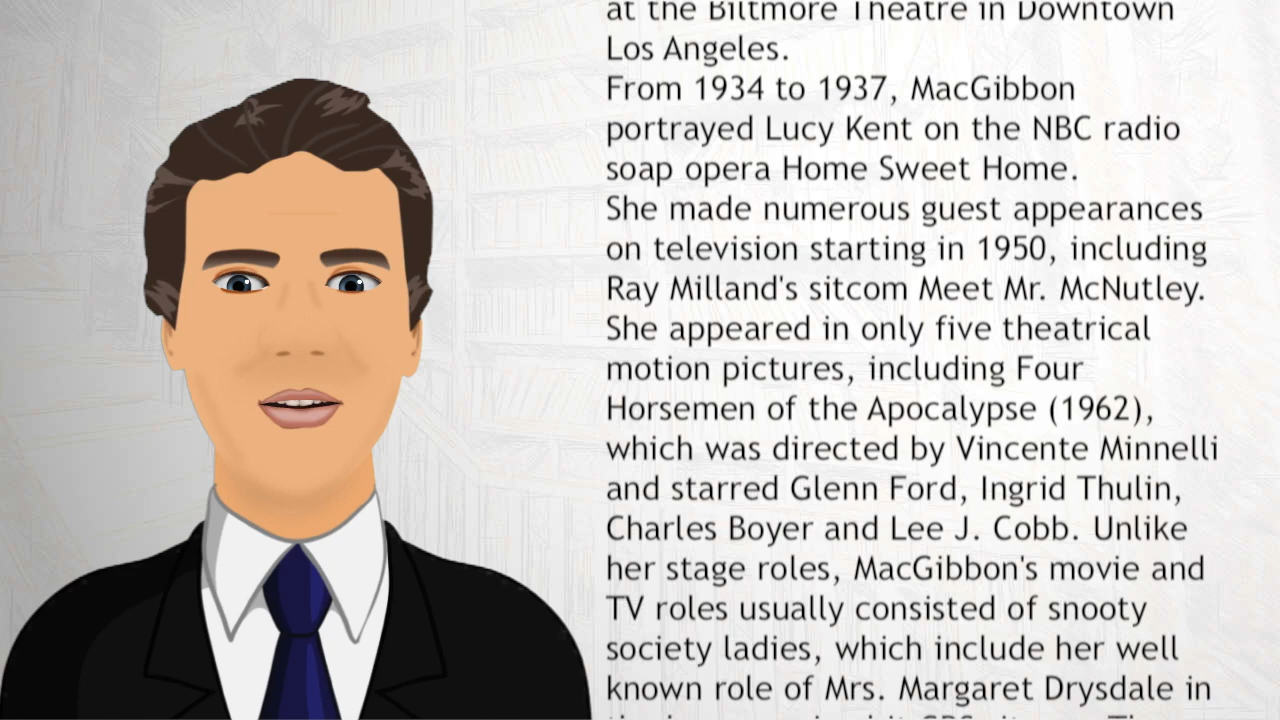 at the Biltmore Theatre in Downtown
Los Angeles.
From 1934 to 1937, MacGibbon
portrayed Lucy Kent on the NBC radio
soap opera Home Sweet Home.
She made numerous guest appearances
on television starting in 1950, including
Ray Milland's sitcom Meet Mr. McNutley.
She appeared in only five theatrical
motion pictures, including Four
Horsemen of the Apocalypse (1962),
which was directed by Vincente Minnelli
and starred Glenn Ford, Ingrid Thulin,
Charles Boyer and Lee J. Cobb. Unlike
her stage roles, MacGibbon's movie and
TV roles usually consisted of snooty
society ladies, which include her well
known role of Mrs. Margaret Drysdale in